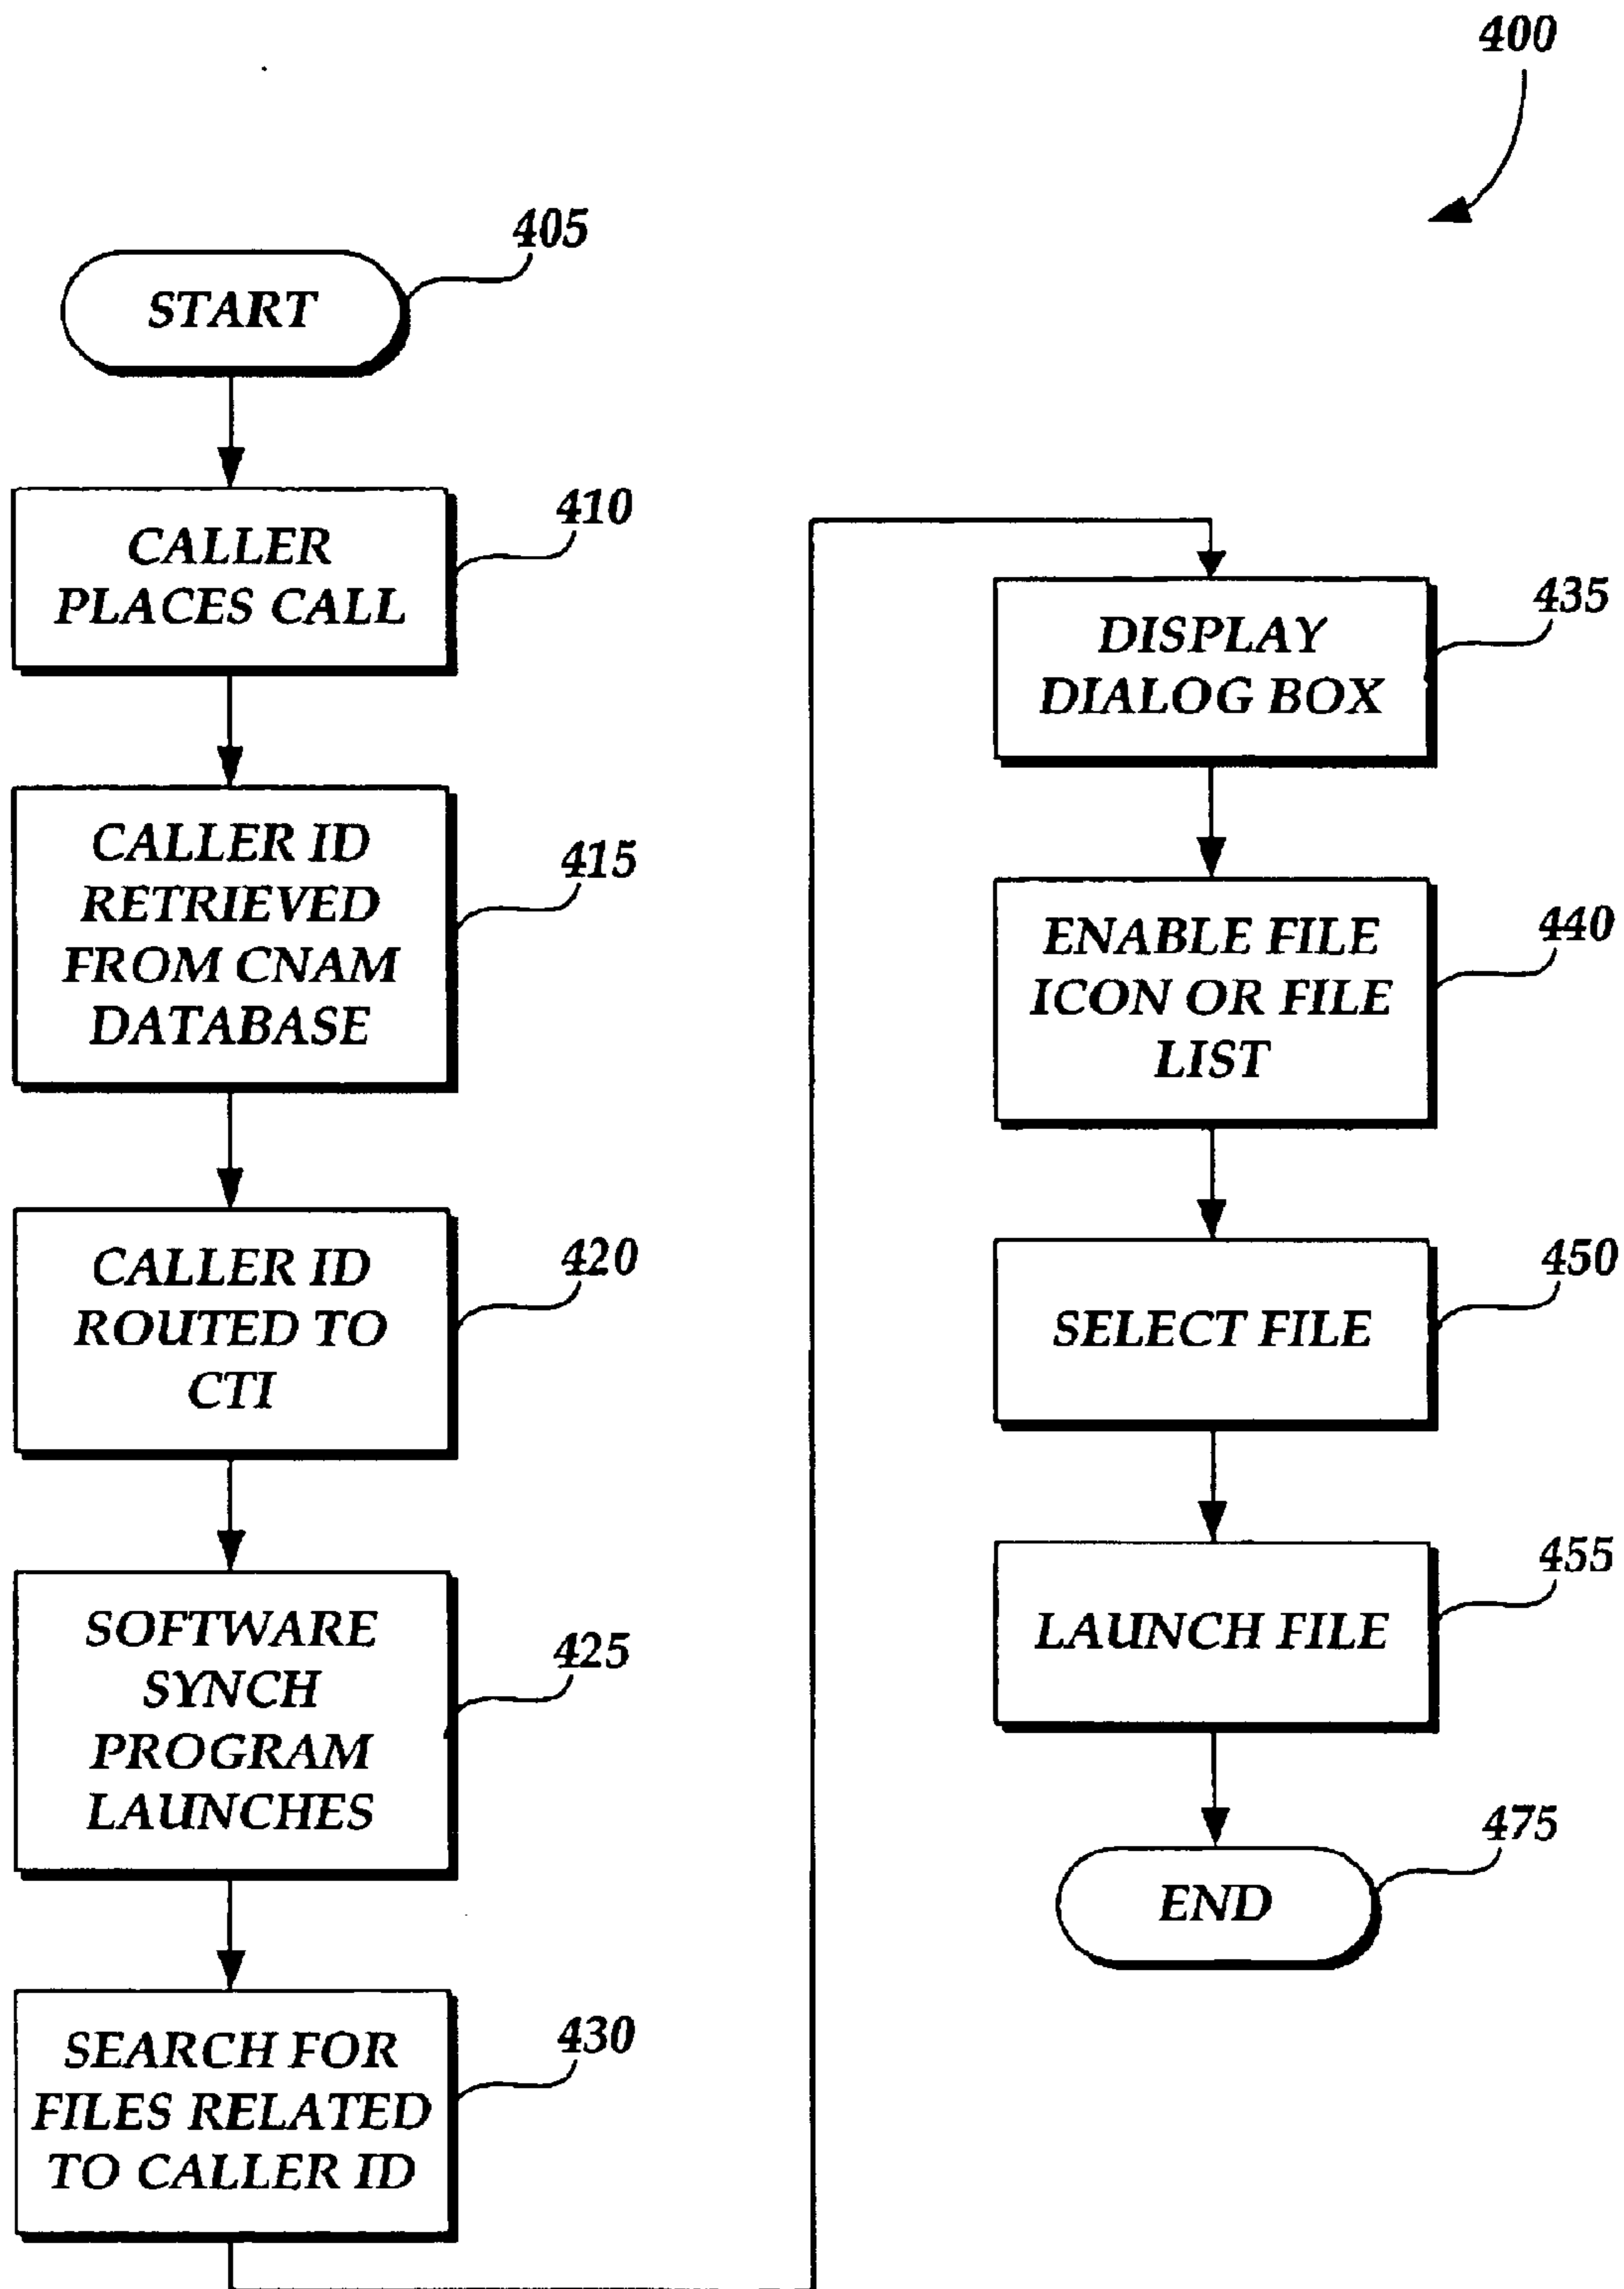 400
405
START
410
CALLER
PLACES CALL
415
CALLER ID
RETRIEVED
FROM CNAM
DATABASE
420
CALLER ID
ROUTED TO
CTI
425
SOFTWARE
SYNCH
PROGRAM
LAUNCHES
430
SEARCH FOR
FILES RELATED
TO CALLER ID
435
DISPLAY
DIALOG BOX
440
ENABLE FILE
ICON OR FILE
LIST
450
SELECT FILE
455
LAUNCH FILE
475
END